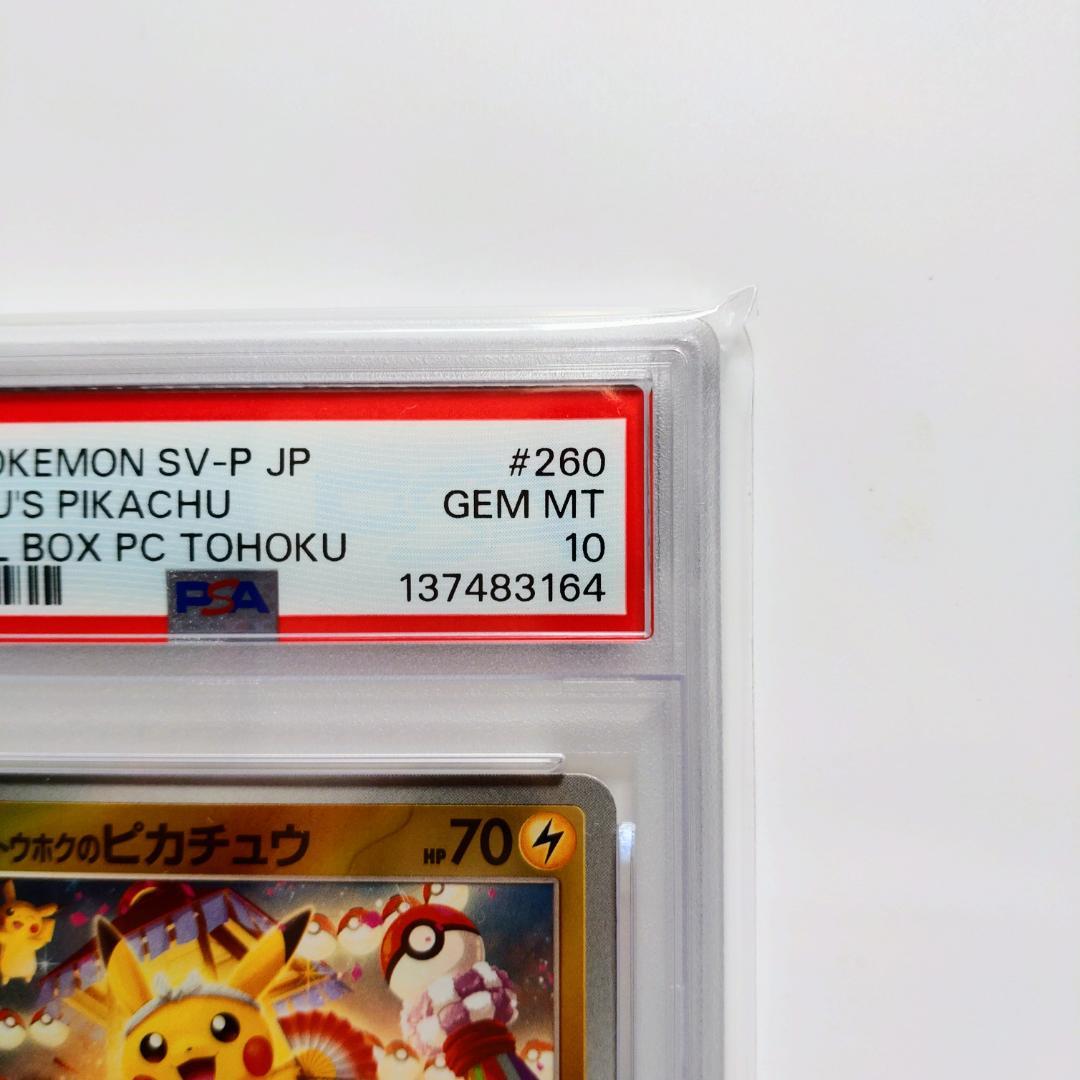 OKEMON SV-P JP #260
U'S PIKACHU GEM MT
L BOX PC TOHOKU 10
PSA 137483164
トウホクのピカチュウ HP70